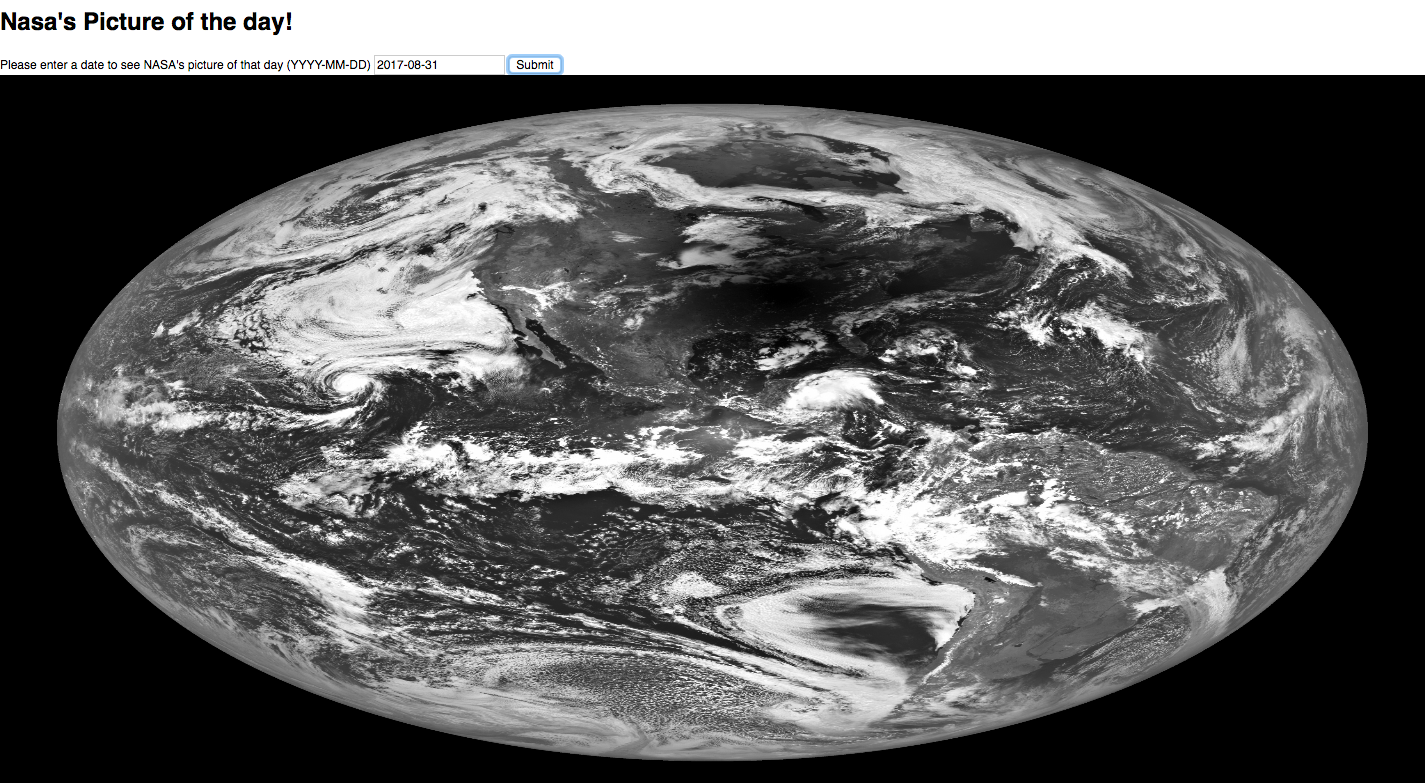 Nasa's Picture of the day!
Please enter a date to see NASA's picture of that day (YYYY-MM-DD) 2017-08-31 Submit